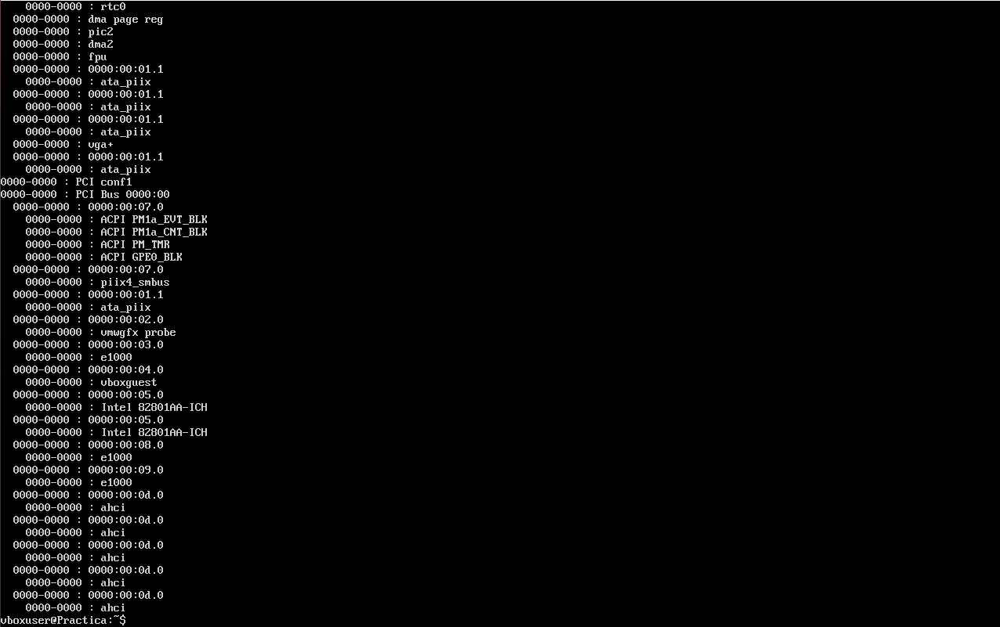 0000-0000 : rtc0
  0000-0000 : dma page reg
  0000-0000 : pic2
  0000-0000 : dma2
  0000-0000 : fpu
  0000-0000 : 0000:00:01.1
    0000-0000 : ata_piix
  0000-0000 : 0000:00:01.1
    0000-0000 : ata_piix
  0000-0000 : 0000:00:01.1
    0000-0000 : ata_piix
  0000-0000 : vga+
  0000-0000 : 0000:00:01.1
    0000-0000 : ata_piix
0000-0000 : PCI conf1
0000-0000 : PCI Bus 0000:00
  0000-0000 : 0000:00:07.0
    0000-0000 : ACPI PM1a_EVT_BLK
    0000-0000 : ACPI PM1a_CNT_BLK
    0000-0000 : ACPI PM_TMR
    0000-0000 : ACPI GPE0_BLK
  0000-0000 : 0000:00:07.0
    0000-0000 : piix4_smbus
  0000-0000 : 0000:00:01.1
    0000-0000 : ata_piix
  0000-0000 : 0000:00:02.0
    0000-0000 : vmwgfx probe
  0000-0000 : 0000:00:03.0
    0000-0000 : e1000
  0000-0000 : 0000:00:04.0
    0000-0000 : vboxguest
  0000-0000 : 0000:00:05.0
    0000-0000 : Intel 82801AA-ICH
  0000-0000 : 0000:00:05.0
    0000-0000 : Intel 82801AA-ICH
  0000-0000 : 0000:00:08.0
    0000-0000 : e1000
  0000-0000 : 0000:00:09.0
    0000-0000 : e1000
  0000-0000 : 0000:00:0d.0
    0000-0000 : ahci
  0000-0000 : 0000:00:0d.0
    0000-0000 : ahci
  0000-0000 : 0000:00:0d.0
    0000-0000 : ahci
  0000-0000 : 0000:00:0d.0
    0000-0000 : ahci
  0000-0000 : 0000:00:0d.0
    0000-0000 : ahci
vboxuser@Practica:~$